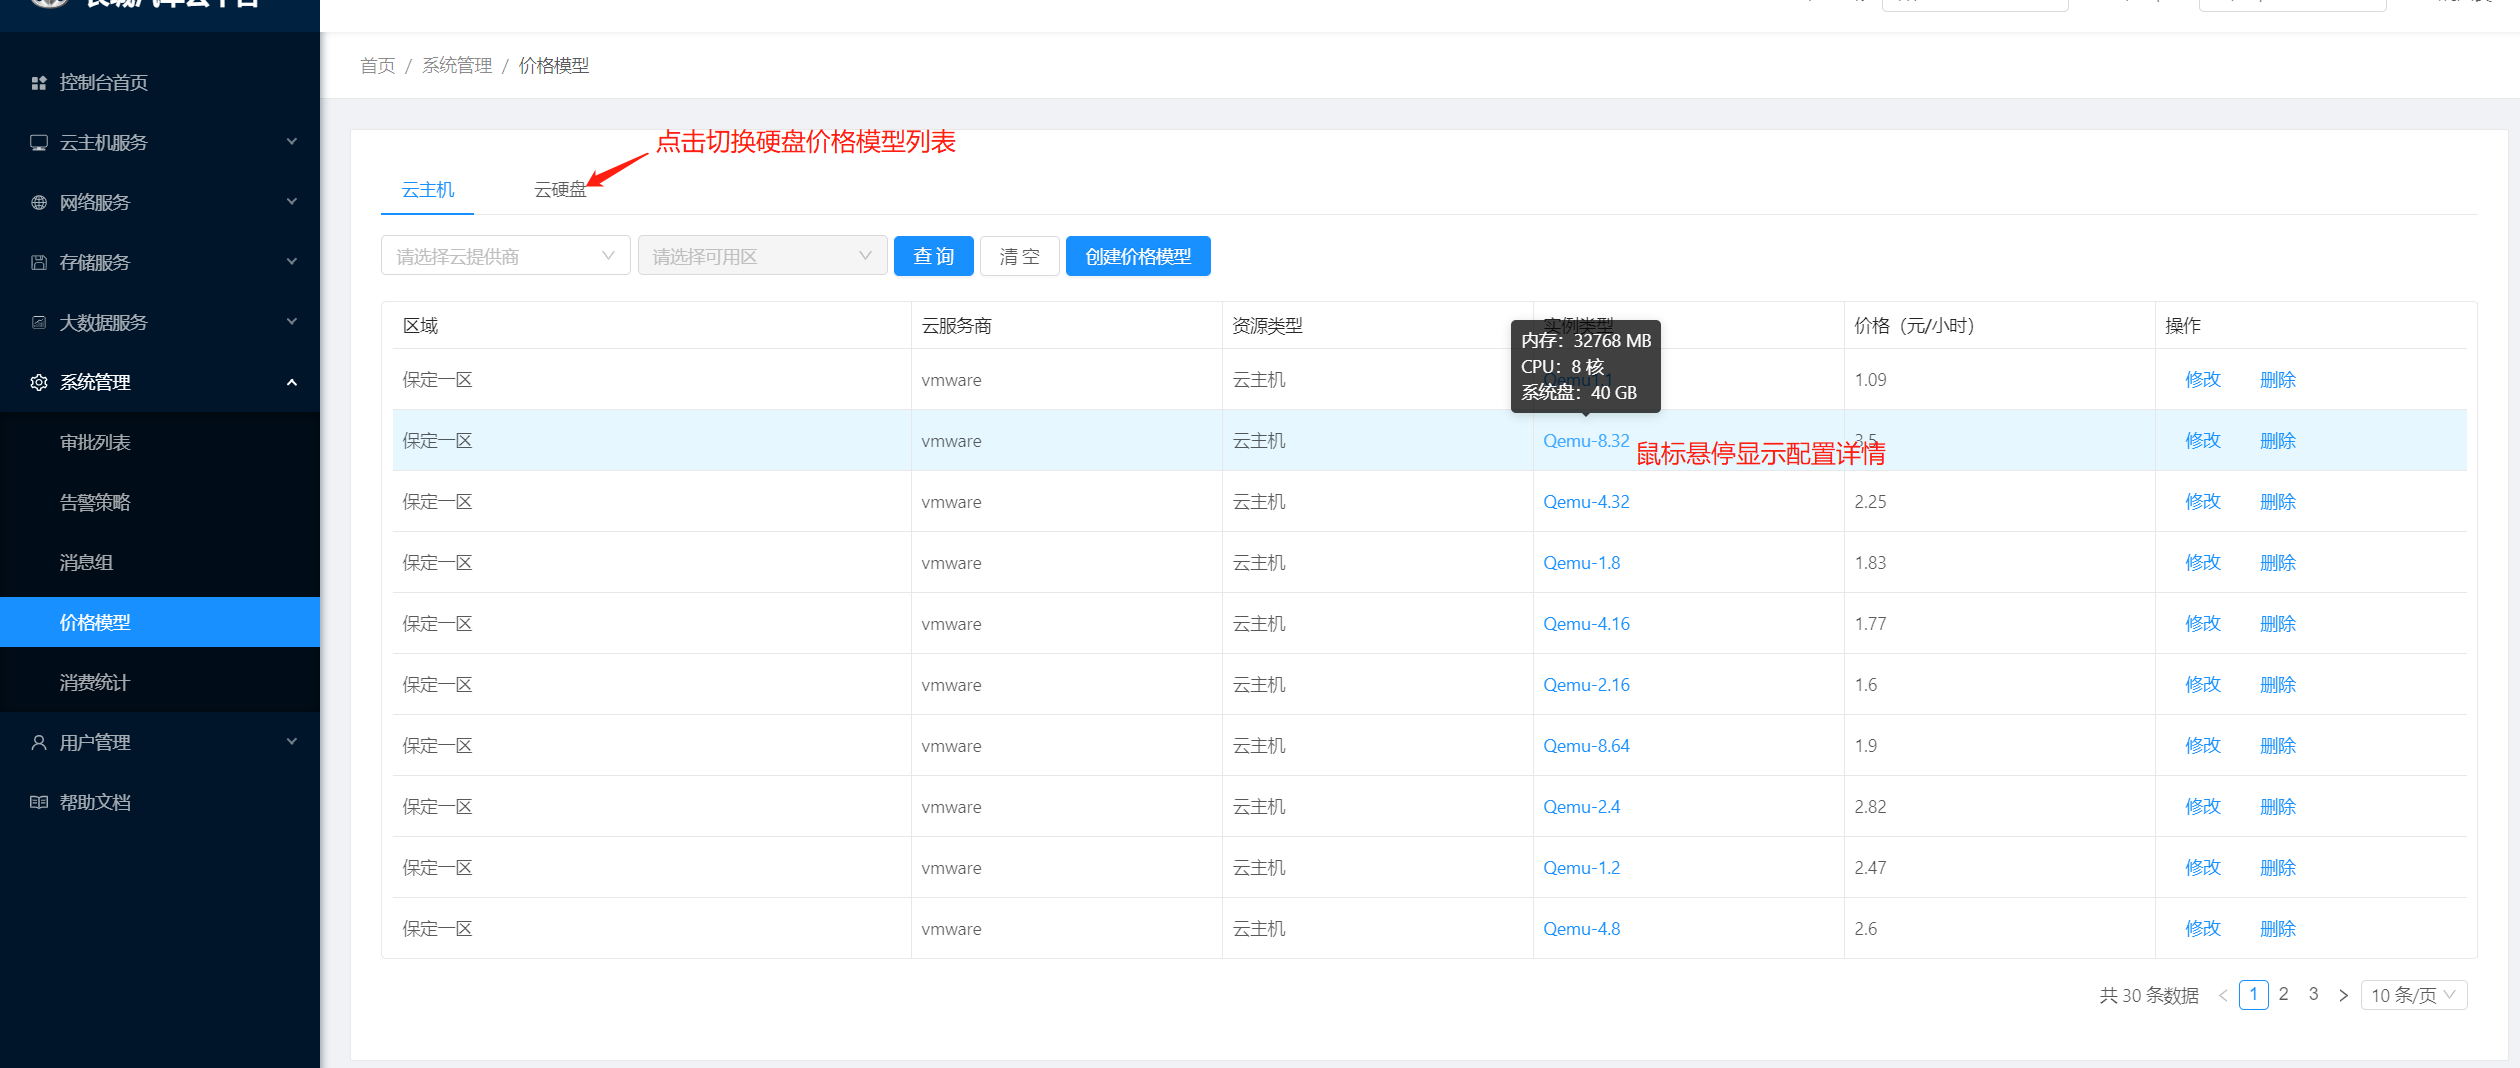 控制台首页
云主机服务
网络服务
存储服务
大数据服务
系统管理
审批列表
告警策略
消息组
价格模型
消费统计
用户管理
帮助文档
首页 / 系统管理 / 价格模型
点击切换硬盘价格模型列表
云主机 云硬盘
请选择云提供商 请选择可用区 查 询 清 空 创建价格模型
区域 云服务商 资源类型 实例类型 价格（元/小时） 操作
内存：32768 MB
CPU：8 核
系统盘：40 GB
保定一区 vmware 云主机 Qemu1.1 1.09 修改 删除
保定一区 vmware 云主机 Qemu-8.32 3.5 修改 删除
鼠标悬停显示配置详情
保定一区 vmware 云主机 Qemu-4.32 2.25 修改 删除
保定一区 vmware 云主机 Qemu-1.8 1.83 修改 删除
保定一区 vmware 云主机 Qemu-4.16 1.77 修改 删除
保定一区 vmware 云主机 Qemu-2.16 1.6 修改 删除
保定一区 vmware 云主机 Qemu-8.64 1.9 修改 删除
保定一区 vmware 云主机 Qemu-2.4 2.82 修改 删除
保定一区 vmware 云主机 Qemu-1.2 2.47 修改 删除
保定一区 vmware 云主机 Qemu-4.8 2.6 修改 删除
共 30 条数据 < 1 2 3 > 10 条/页